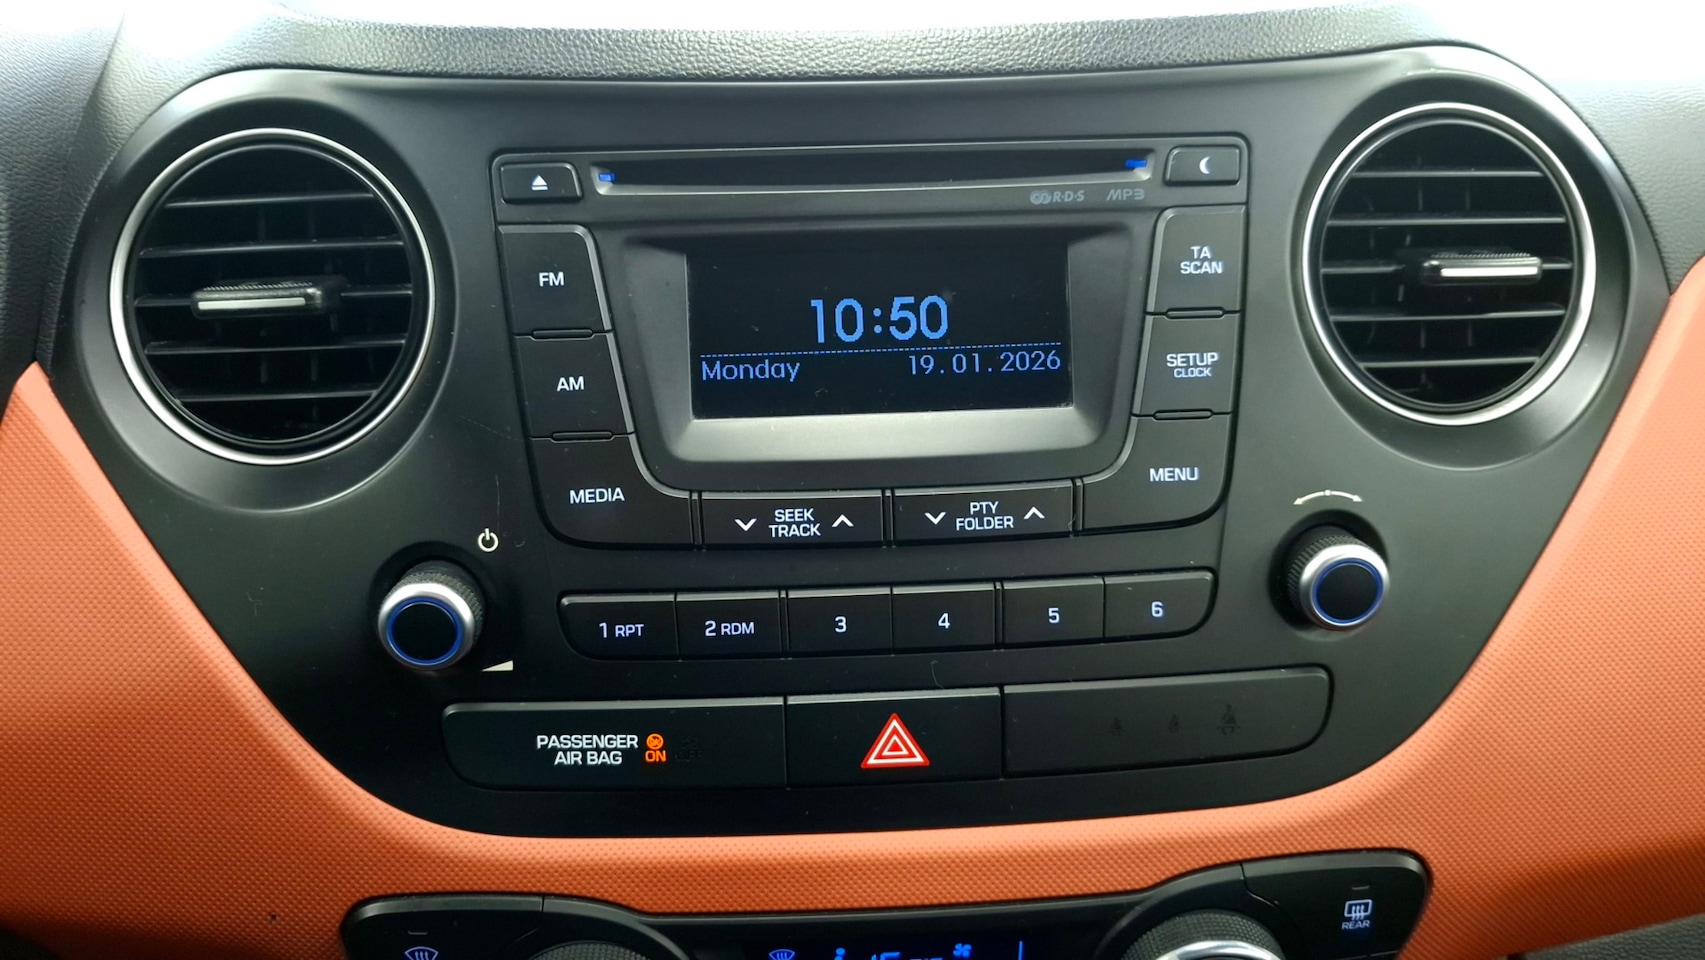 R·D·S MP3
FM
AM
MEDIA
10:50
Monday 19.01.2026
TA
SCAN
SETUP
CLOCK
MENU
SEEK
TRACK
PTY
FOLDER
1 RPT
2 RDM
3
4
5
6
PASSENGER
AIR BAG
ON
OFF
REAR